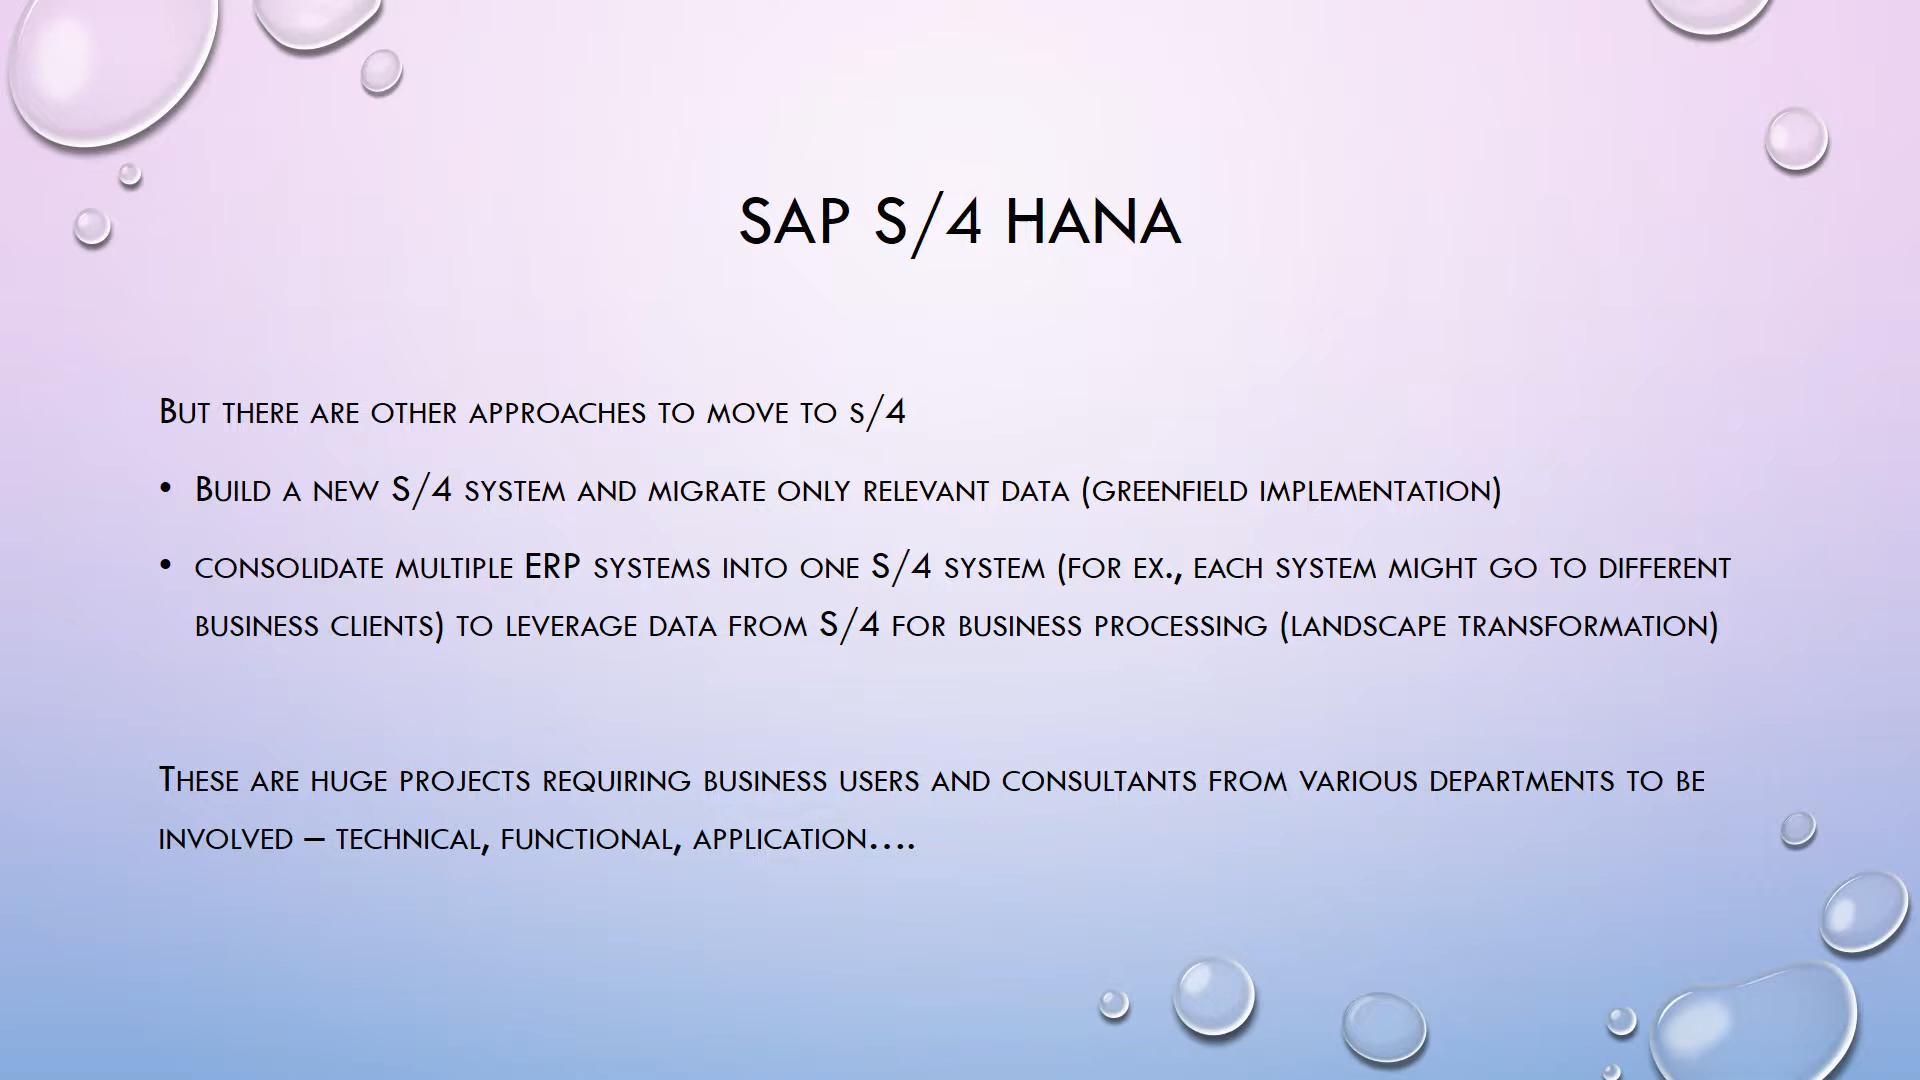 SAP S/4 HANA
But there are other approaches to move to s/4
• Build a new S/4 system and migrate only relevant data (greenfield implementation)
• consolidate multiple ERP systems into one S/4 system (for ex., each system might go to different
business clients) to leverage data from S/4 for business processing (landscape transformation)
These are huge projects requiring business users and consultants from various departments to be
involved – technical, functional, application....